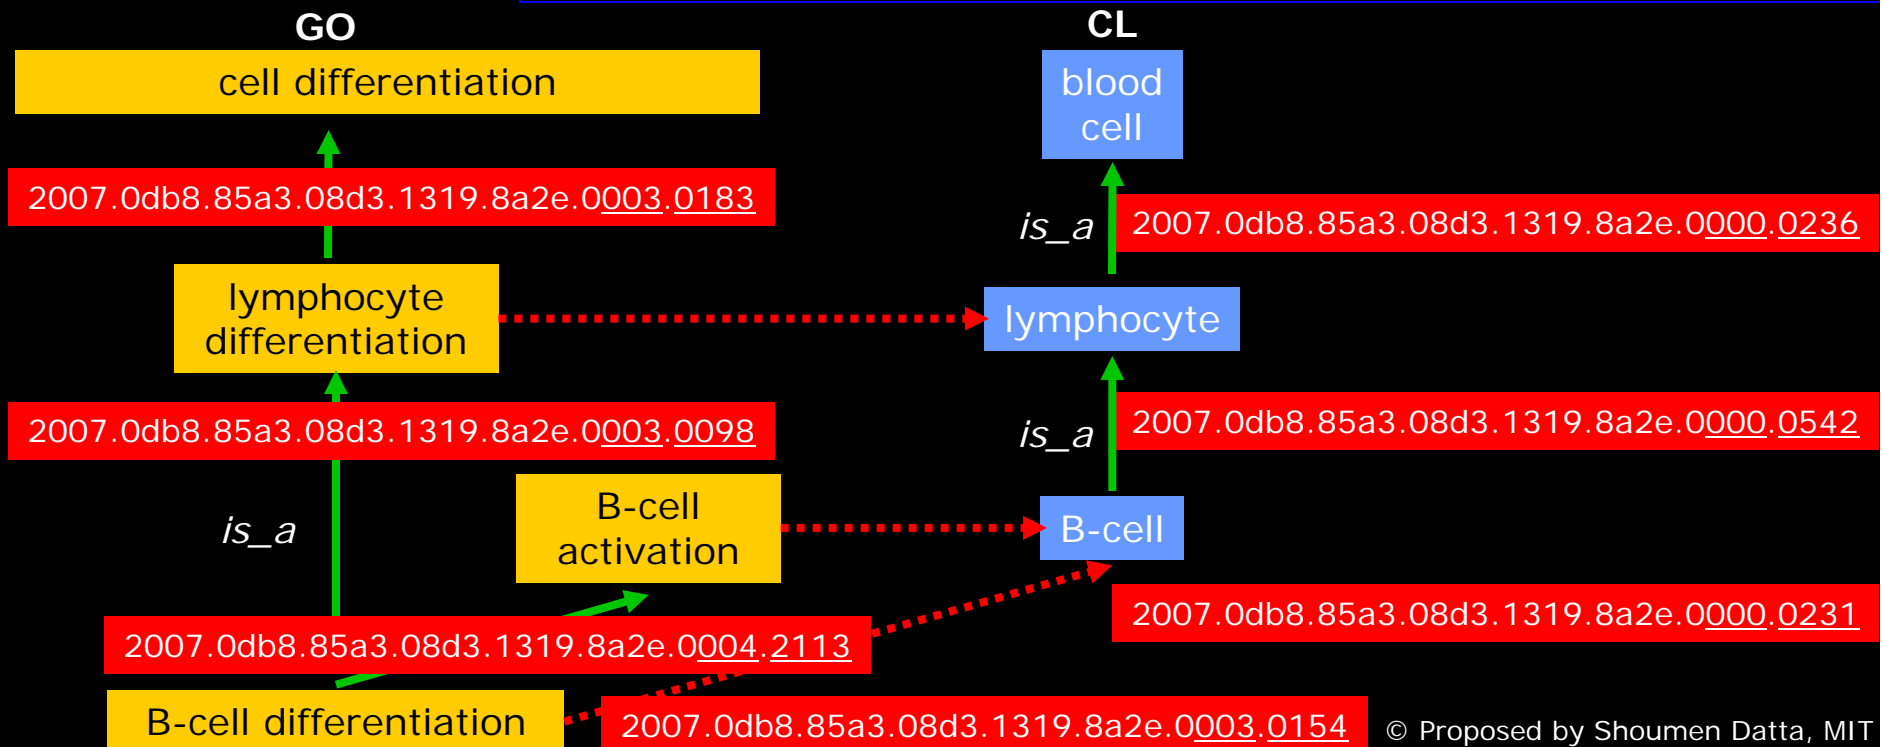 GO
CL
cell differentiation
blood
cell
2007.0db8.85a3.08d3.1319.8a2e.0003.0183
is_a
2007.0db8.85a3.08d3.1319.8a2e.0000.0236
lymphocyte
differentiation
lymphocyte
2007.0db8.85a3.08d3.1319.8a2e.0003.0098
is_a
2007.0db8.85a3.08d3.1319.8a2e.0000.0542
is_a
B-cell
activation
B-cell
2007.0db8.85a3.08d3.1319.8a2e.0004.2113
2007.0db8.85a3.08d3.1319.8a2e.0000.0231
B-cell differentiation
2007.0db8.85a3.08d3.1319.8a2e.0003.0154
© Proposed by Shoumen Datta, MIT